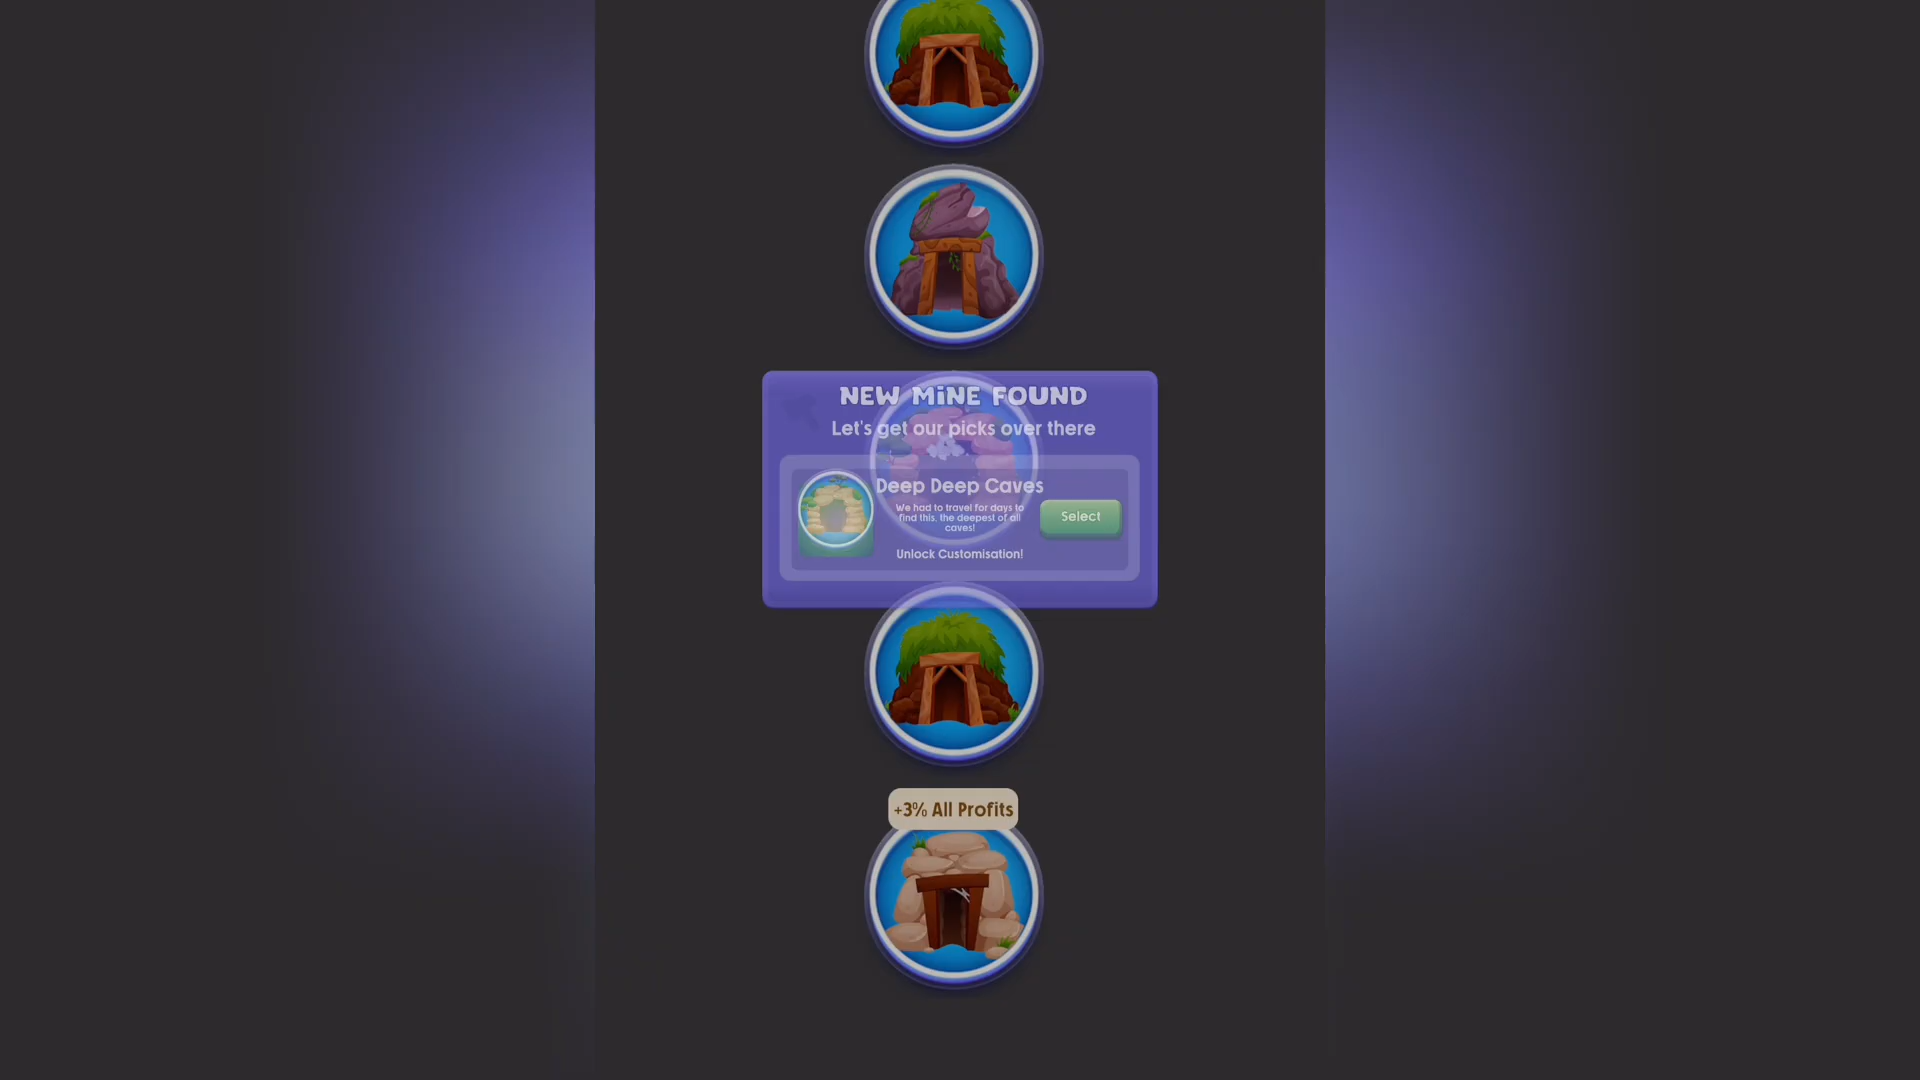 NEW MiNE FOUND
Let's get our picks over there
Deep Deep Caves
We had to travel for days to
find this, the deepest of all
caves!
Select
Unlock Customisation!
+3% All Profits